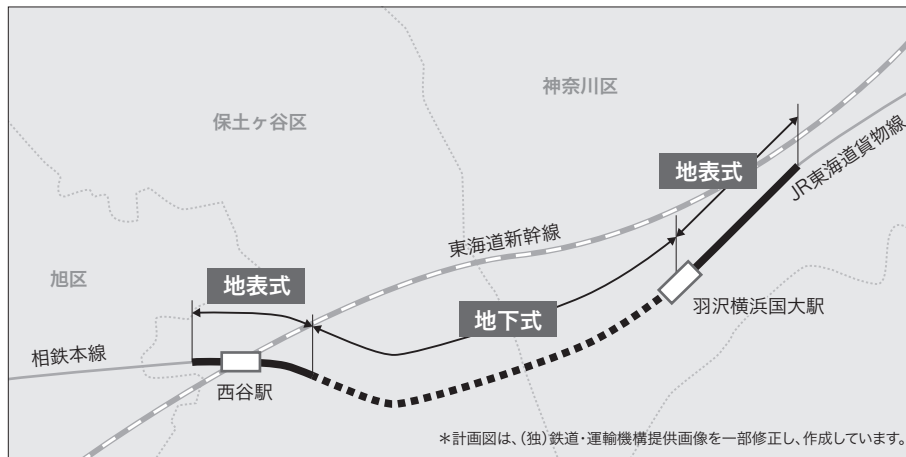 神奈川区
保土ヶ谷区
地表式
JR東海道貨物線
東海道新幹線
旭区
地表式
地下式
羽沢横浜国大駅
相鉄本線
西谷駅
＊計画図は、(独)鉄道・運輸機構提供画像を一部修正し、作成しています。